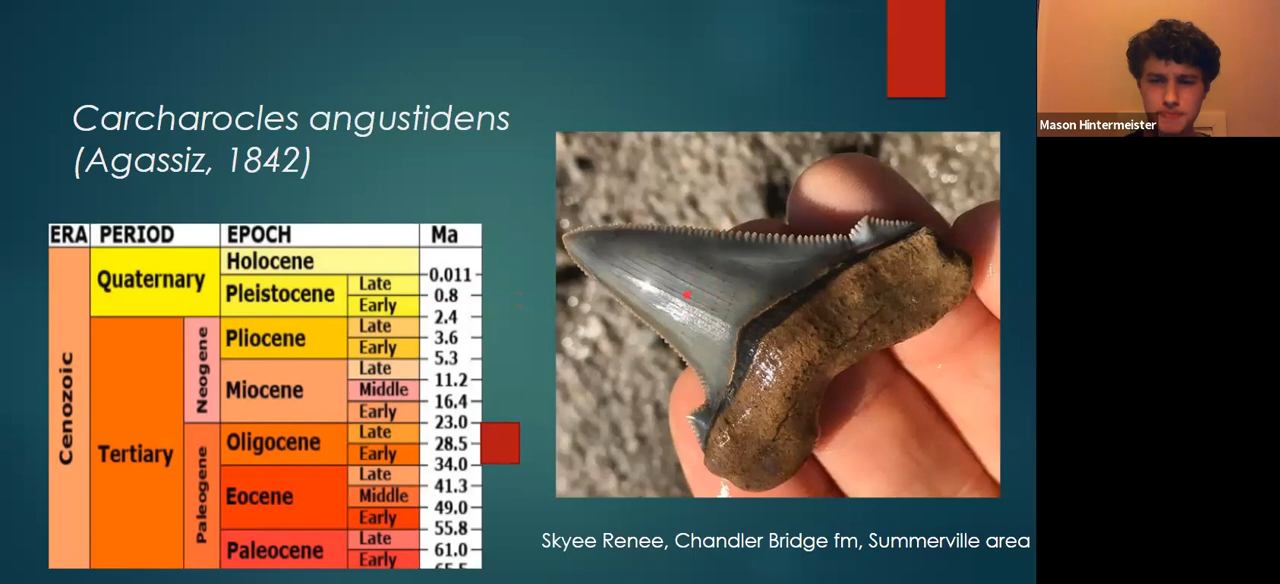 Carcharocles angustidens
(Agassiz, 1842)
ERA PERIOD EPOCH Ma
Cenozoic
Quaternary
Tertiary
Neogene
Paleogene
Holocene
Pleistocene
Late
Early
Pliocene
Late
Early
Miocene
Late
Middle
Early
Oligocene
Late
Early
Eocene
Late
Middle
Early
Paleocene
Late
Early
0.011
0.8
2.4
3.6
5.3
11.2
16.4
23.0
28.5
34.0
41.3
49.0
55.8
61.0
Skyee Renee, Chandler Bridge fm, Summerville area
Mason Hintermeister